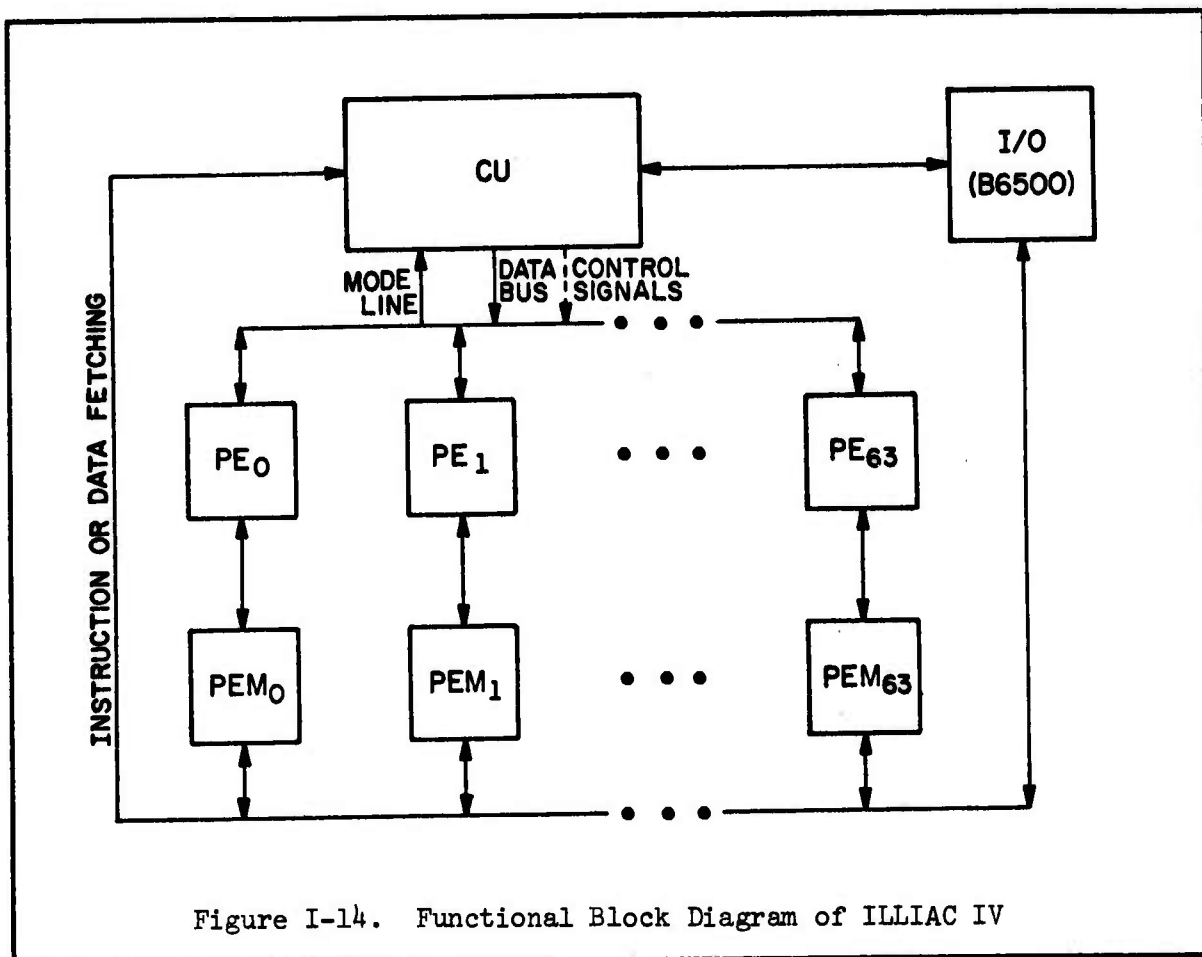 CU
I/O
(B6500)
MODE
LINE
DATA
BUS
CONTROL
SIGNALS
INSTRUCTION OR DATA FETCHING
PE0
PE1
PE63
PEM0
PEM1
PEM63
Figure I-14. Functional Block Diagram of ILLIAC IV